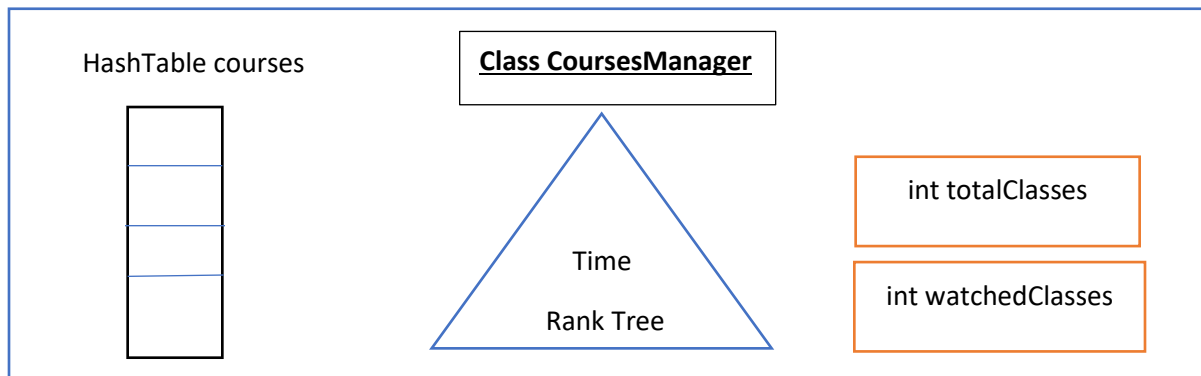 HashTable courses
Class CoursesManager
Time
Rank Tree
int totalClasses
int watchedClasses